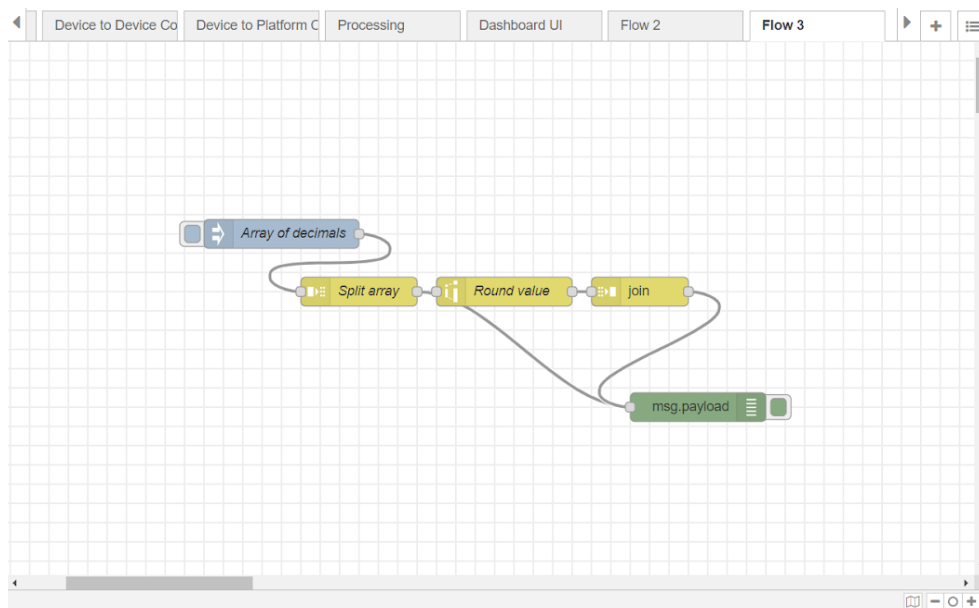 Device to Device Co
Device to Platform C
Processing
Dashboard UI
Flow 2
Flow 3
Array of decimals
Split array
Round value
join
msg.payload